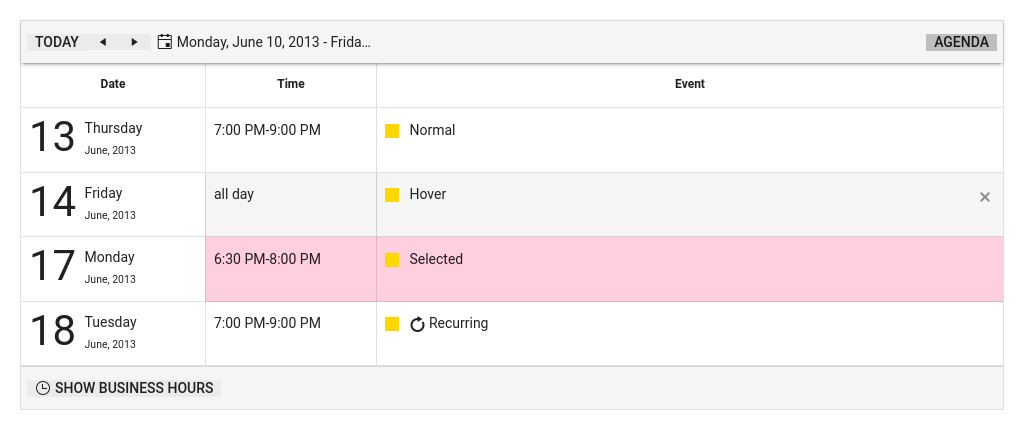 TODAY Monday, June 10, 2013 - Frida... AGENDA
Date Time Event
13 Thursday 7:00 PM-9:00 PM Normal
June, 2013
14 Friday all day Hover
June, 2013
17 Monday 6:30 PM-8:00 PM Selected
June, 2013
18 Tuesday 7:00 PM-9:00 PM Recurring
June, 2013
SHOW BUSINESS HOURS